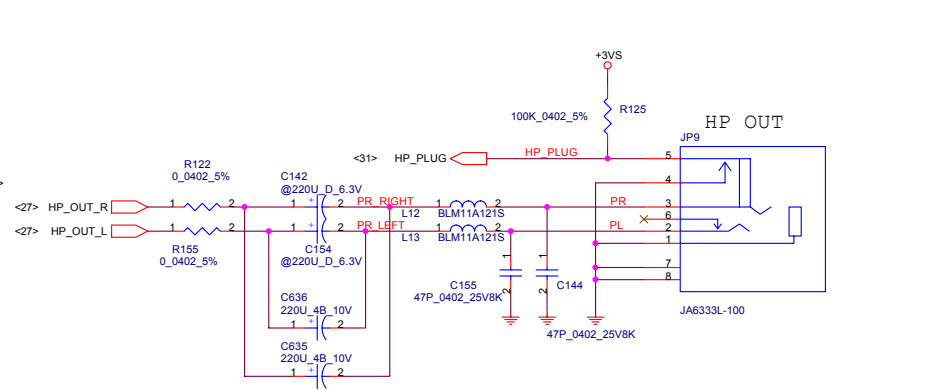 +3VS
100K_0402_5%
R125
HP OUT
JP9
<31>
HP_PLUG
HP_PLUG
5
R122
0_0402_5%
C142
@220U_D_6.3V
4
<27>
HP_OUT_R
1
2
1
+
2
PR_RIGHT
L12
1
2
BLM11A121S
PR
3
6
<27>
HP_OUT_L
1
2
1
+
2
PR_LEFT
L13
1
2
BLM11A121S
PL
2
1
R155
0_0402_5%
C154
@220U_D_6.3V
1
1
7
8
C155
47P_0402_25V8K
2
2
C144
C636
220U_4B_10V
1
+
2
JA6333L-100
47P_0402_25V8K
C635
220U_4B_10V
1
+
2